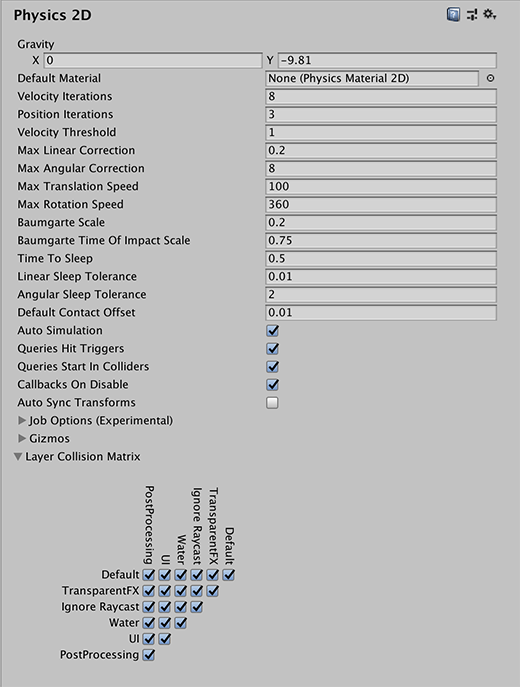 Physics 2D
Gravity
X 0 Y -9.81
Default Material None (Physics Material 2D)
Velocity Iterations 8
Position Iterations 3
Velocity Threshold 1
Max Linear Correction 0.2
Max Angular Correction 8
Max Translation Speed 100
Max Rotation Speed 360
Baumgarte Scale 0.2
Baumgarte Time Of Impact Scale 0.75
Time To Sleep 0.5
Linear Sleep Tolerance 0.01
Angular Sleep Tolerance 2
Default Contact Offset 0.01
Auto Simulation
Queries Hit Triggers
Queries Start In Colliders
Callbacks On Disable
Auto Sync Transforms
Job Options (Experimental)
Gizmos
Layer Collision Matrix
PostProcessing
UI
Water
Ignore Raycast
TransparentFX
Default
Default
TransparentFX
Ignore Raycast
Water
UI
PostProcessing